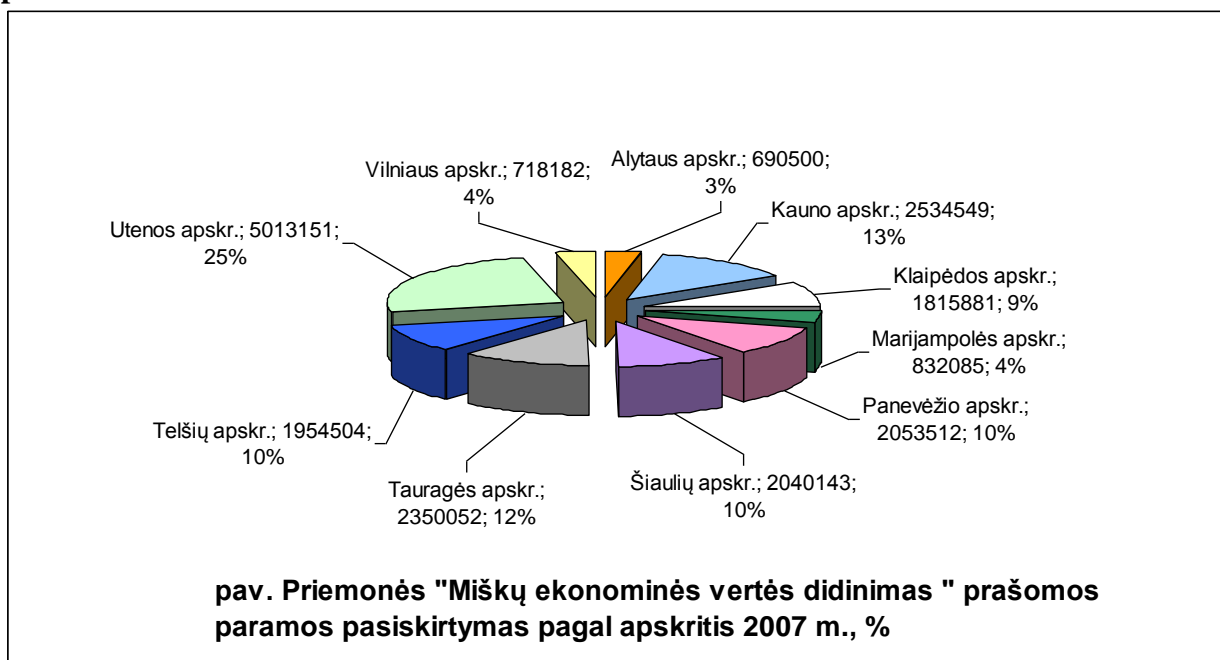 Vilniaus apskr.; 718182;
4%
Alytaus apskr.; 690500;
3%
Kauno apskr.; 2534549;
13%
Klaipėdos apskr.;
1815881; 9%
Marijampolės apskr.;
832085; 4%
Panevėžio apskr.;
2053512; 10%
Šiaulių apskr.; 2040143;
10%
Tauragės apskr.;
2350052; 12%
Telšių apskr.; 1954504;
10%
Utenos apskr.; 5013151;
25%
pav. Priemonės "Miškų ekonominės vertės didinimas " prašomos
paramos pasiskirtymas pagal apskritis 2007 m., %